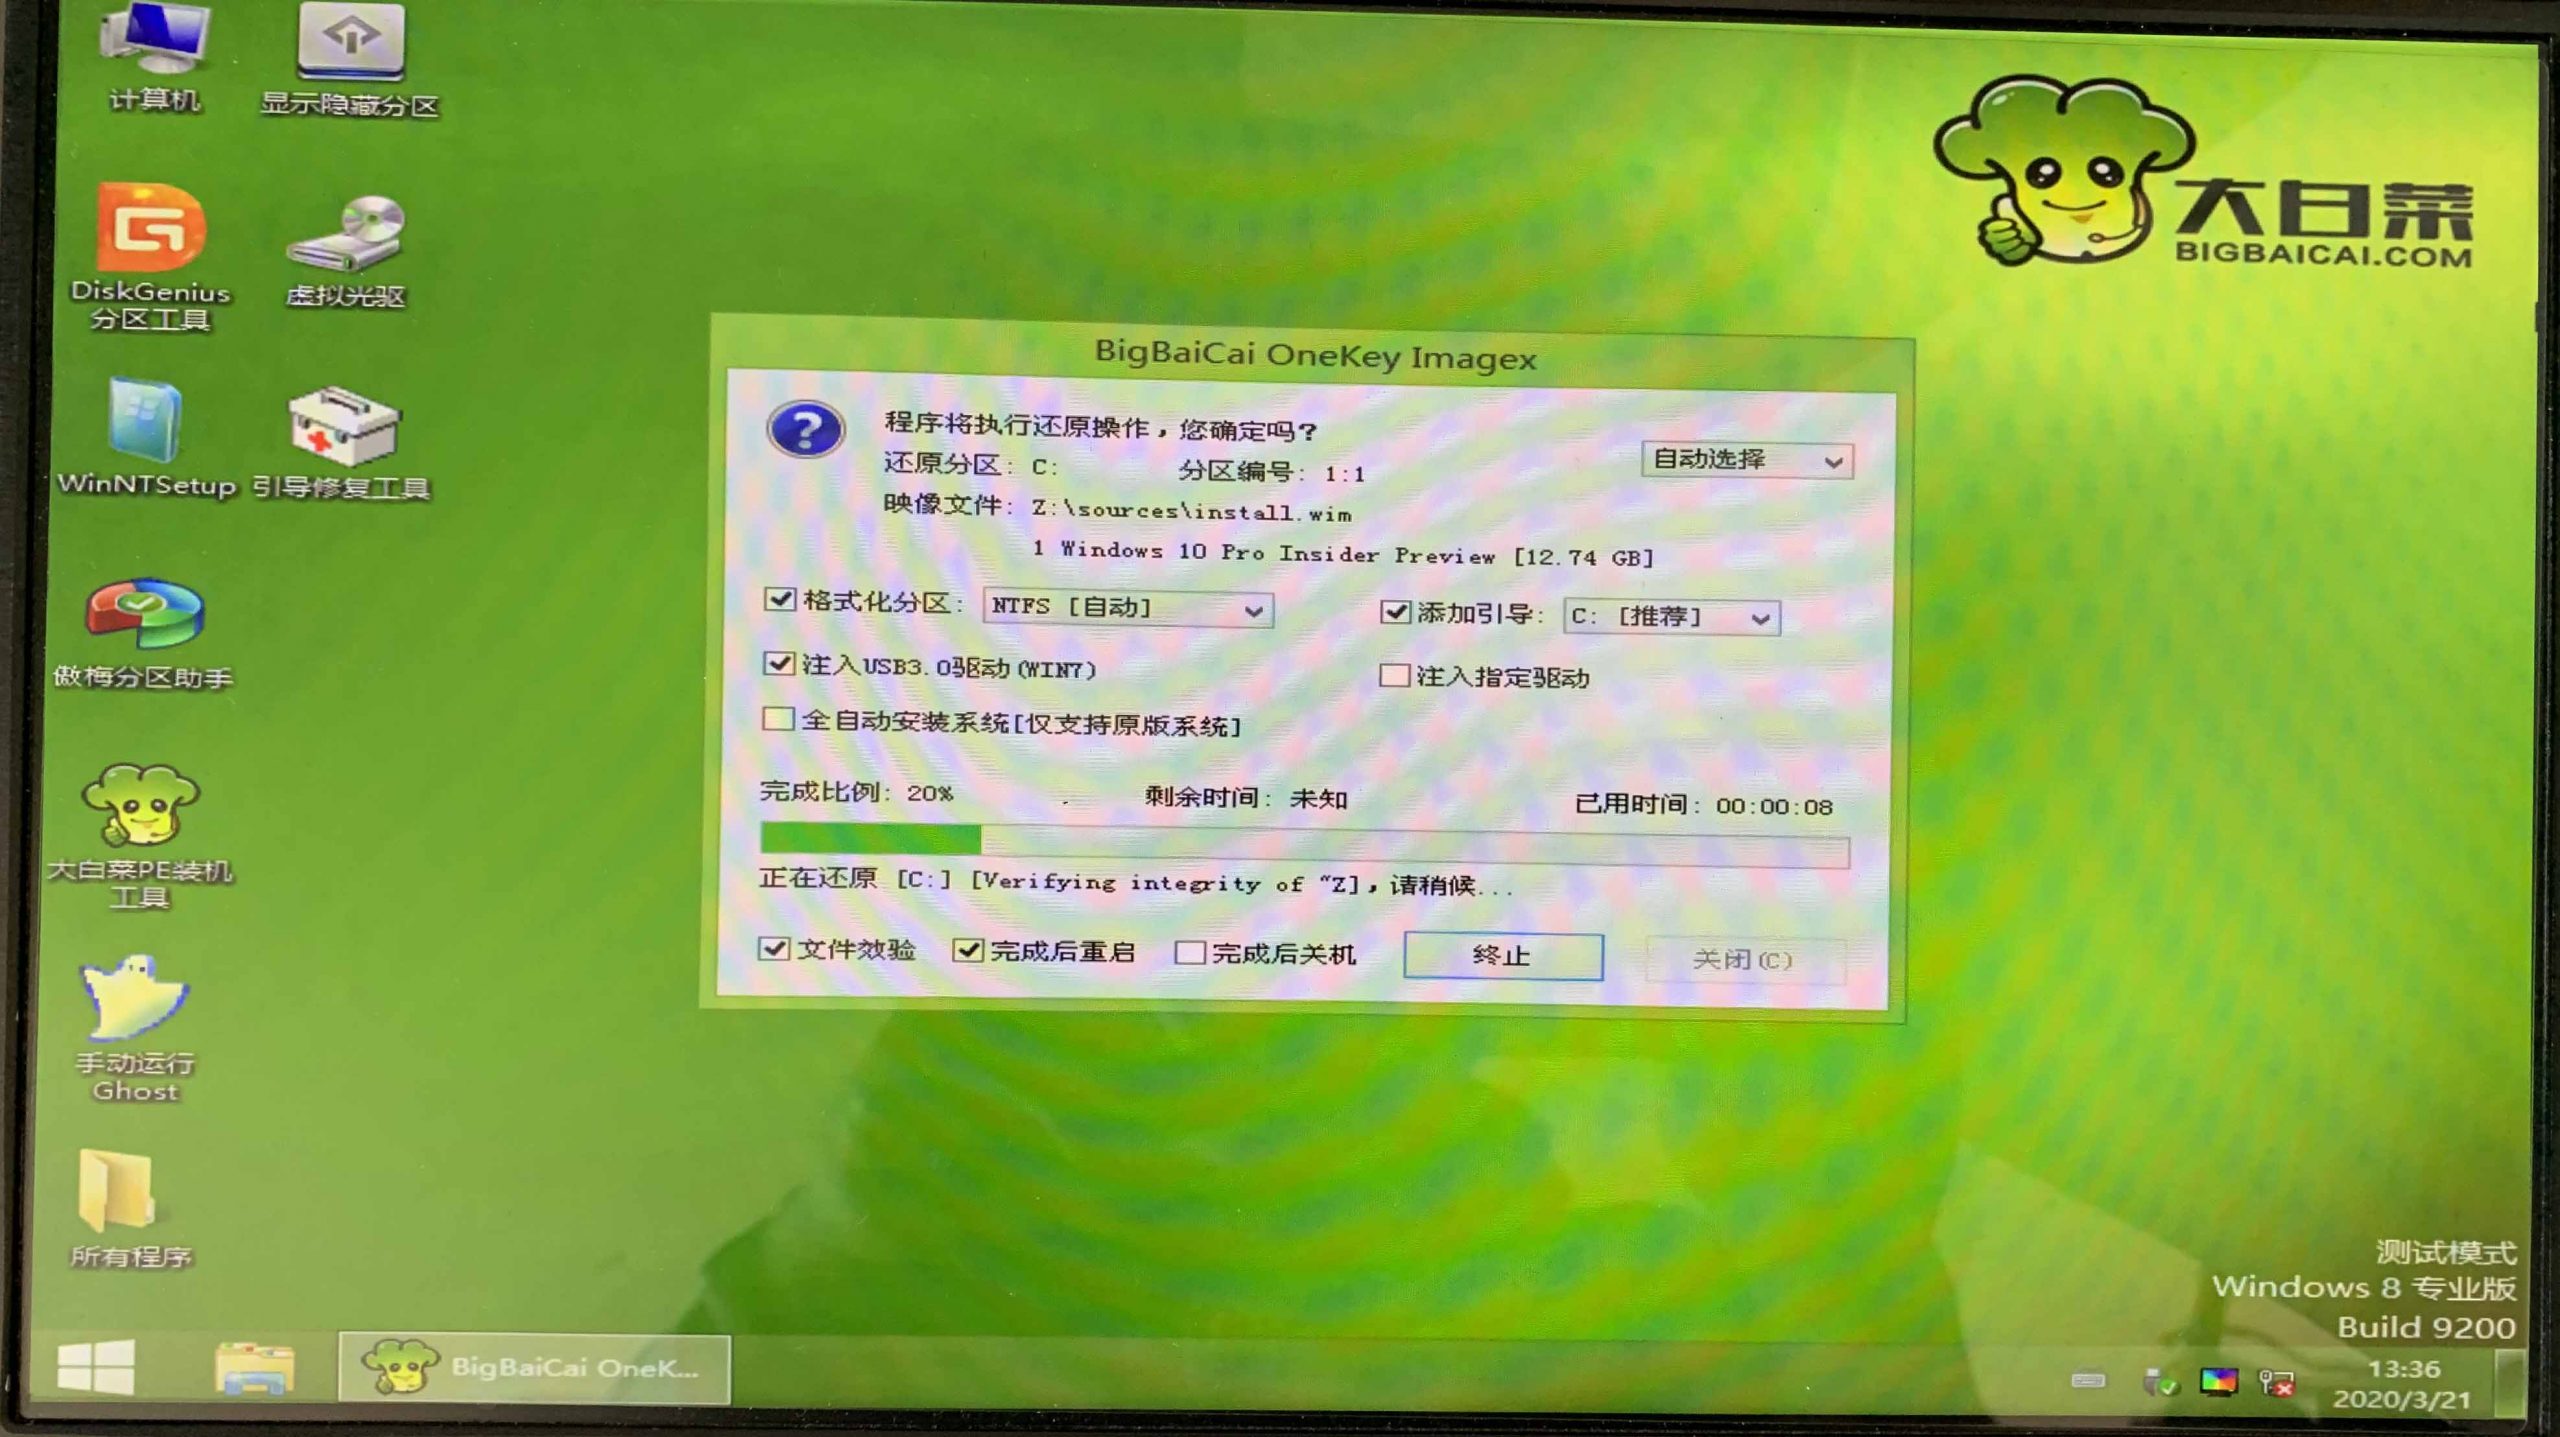 计算机
显示隐藏分区
DiskGenius
分区工具
虚拟光驱
WinNTSetup
引导修复工具
傲梅分区助手
大白菜PE装机
工具
手动运行
Ghost
所有程序
大白菜
BIGBAICAI.COM
BigBaiCai OneKey Imagex
程序将执行还原操作，您确定吗?
还原分区: C: 分区编号: 1:1
自动选择
映像文件: Z:\sources\install.wim
1 Windows 10 Pro Insider Preview [12.74 GB]
格式化分区: NTFS [自动] 添加引导: C: [推荐]
注入USB3.0驱动(WIN7) 注入指定驱动
全自动安装系统[仅支持原版系统]
完成比例: 20% 剩余时间: 未知 已用时间: 00:00:08
正在还原 [C:] [Verifying integrity of "Z]，请稍候...
文件效验 完成后重启 完成后关机 终止 关闭(C)
测试模式
Windows 8 专业版
Build 9200
BigBaiCai OneK...
13:36
2020/3/21